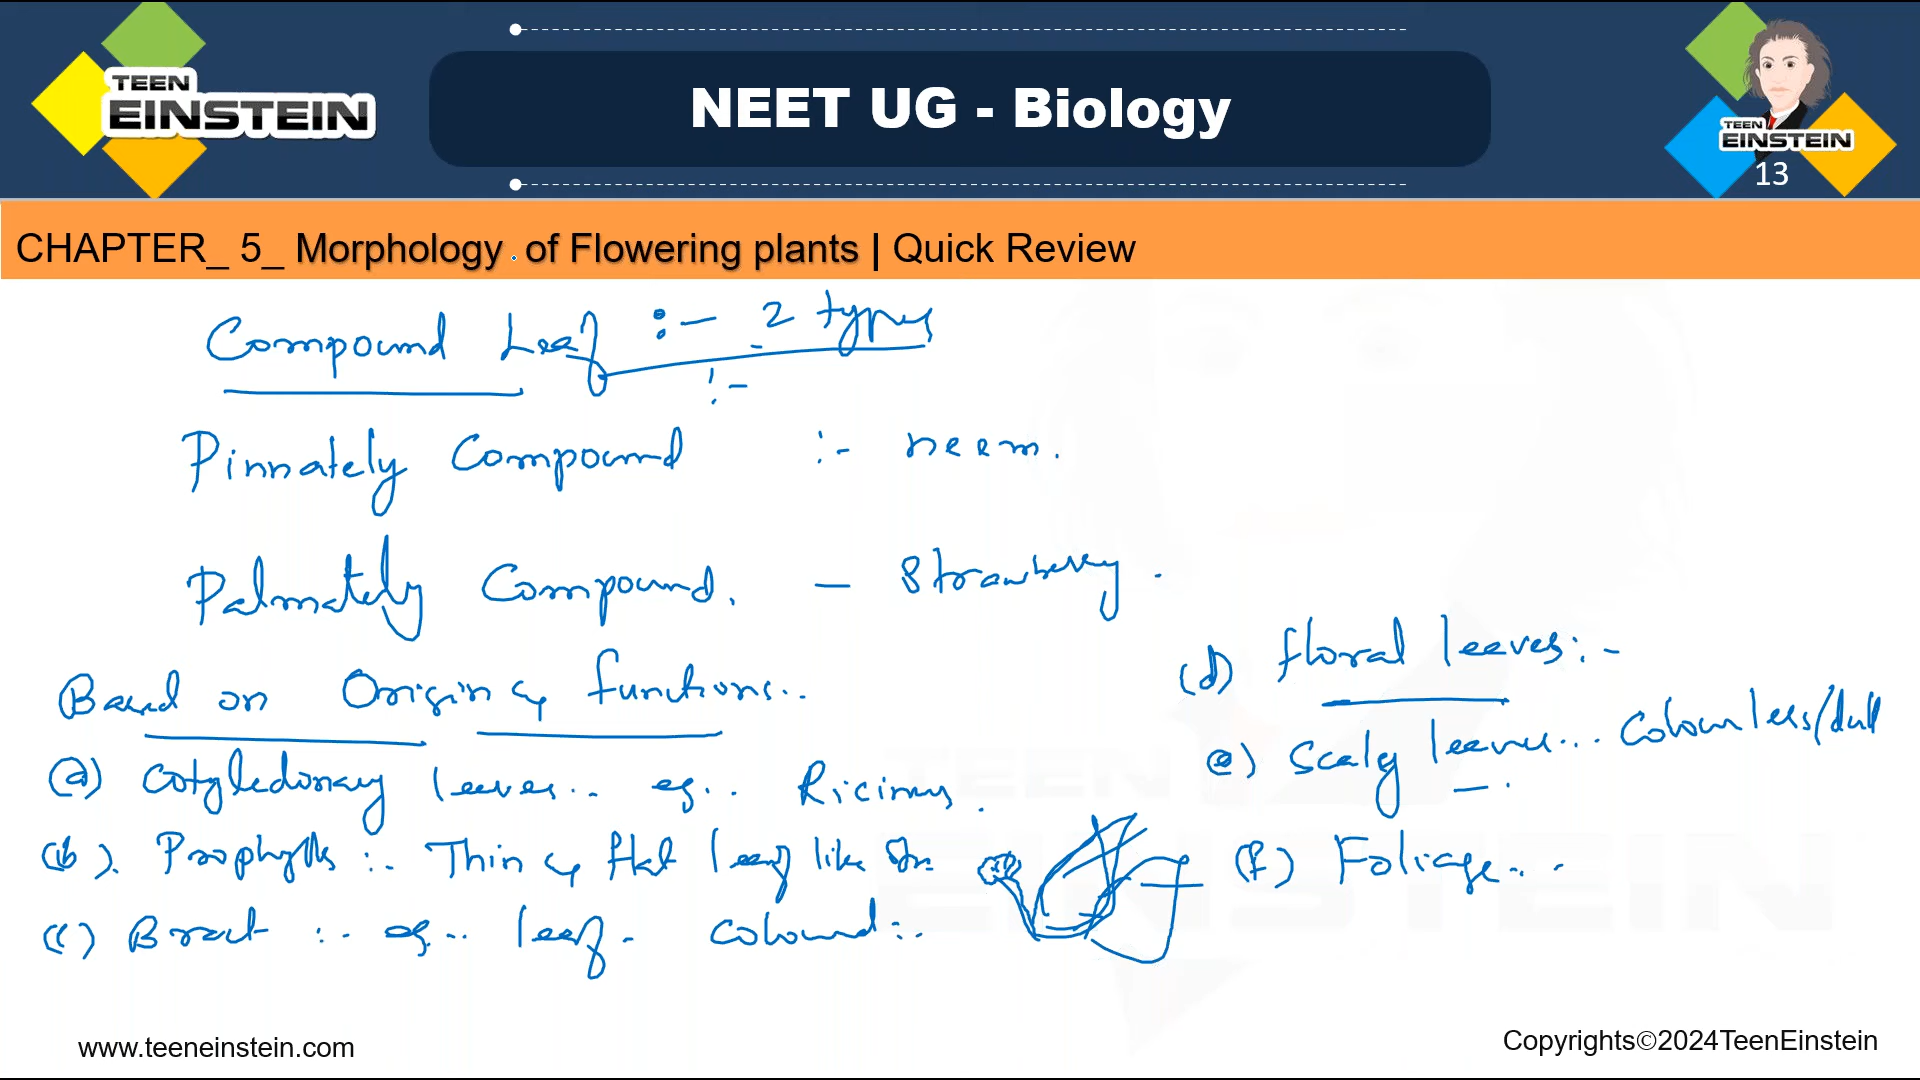 TEEN
EINSTEIN
NEET UG - Biology
TEEN
EINSTEIN
13
CHAPTER_ 5_ Morphology . of Flowering plants | Quick Review
Compound Leaf :- 2 types
:-
Pinnately Compound :- neem.
Palmately Compound. - Strawberry.
Based on Origin & functions..
(a) Cotyledonary leaves.. eg... Ricinus.
(b). Prophylls :- Thin & flat leaf like
(c) Bract :- eg... leaf - coloured :-
(d) floral leaves :-
(e) Scaly leaves... Colourless/dull
(f) Foliage...
TEEN
EINSTEIN
www.teeneinstein.com
Copyrights©2024TeenEinstein